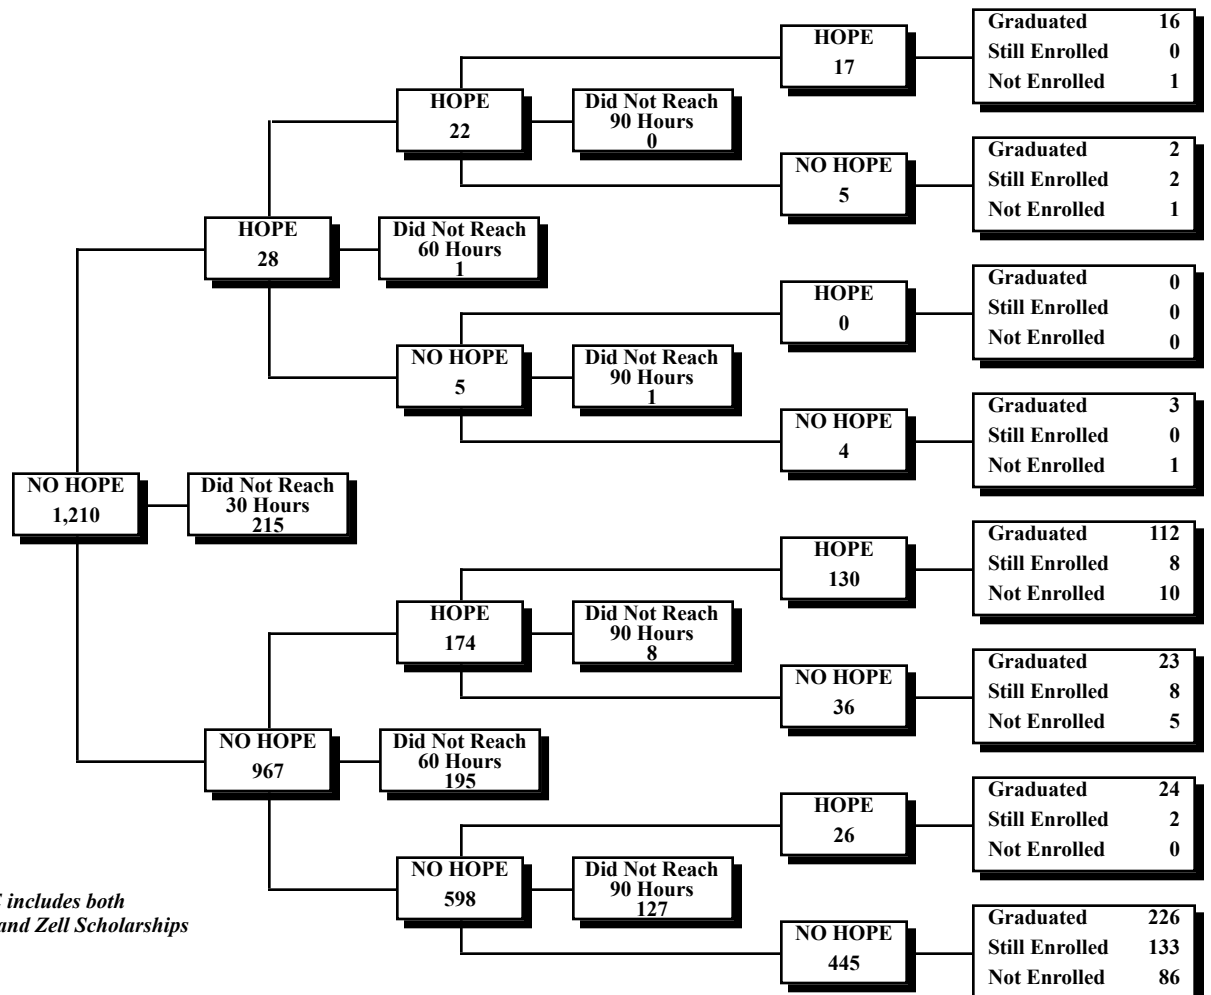 HOPE
17
Graduated 16
Still Enrolled 0
Not Enrolled 1
HOPE
22
Did Not Reach
90 Hours
0
NO HOPE
5
Graduated 2
Still Enrolled 2
Not Enrolled 1
HOPE
28
Did Not Reach
60 Hours
1
HOPE
0
Graduated 0
Still Enrolled 0
Not Enrolled 0
NO HOPE
5
Did Not Reach
90 Hours
1
NO HOPE
4
Graduated 3
Still Enrolled 0
Not Enrolled 1
NO HOPE
1,210
Did Not Reach
30 Hours
215
HOPE
130
Graduated 112
Still Enrolled 8
Not Enrolled 10
HOPE
174
Did Not Reach
90 Hours
8
NO HOPE
36
Graduated 23
Still Enrolled 8
Not Enrolled 5
NO HOPE
967
Did Not Reach
60 Hours
195
HOPE
26
Graduated 24
Still Enrolled 2
Not Enrolled 0
NO HOPE
598
Did Not Reach
90 Hours
127
NO HOPE
445
Graduated 226
Still Enrolled 133
Not Enrolled 86
includes both
and Zell Scholarships